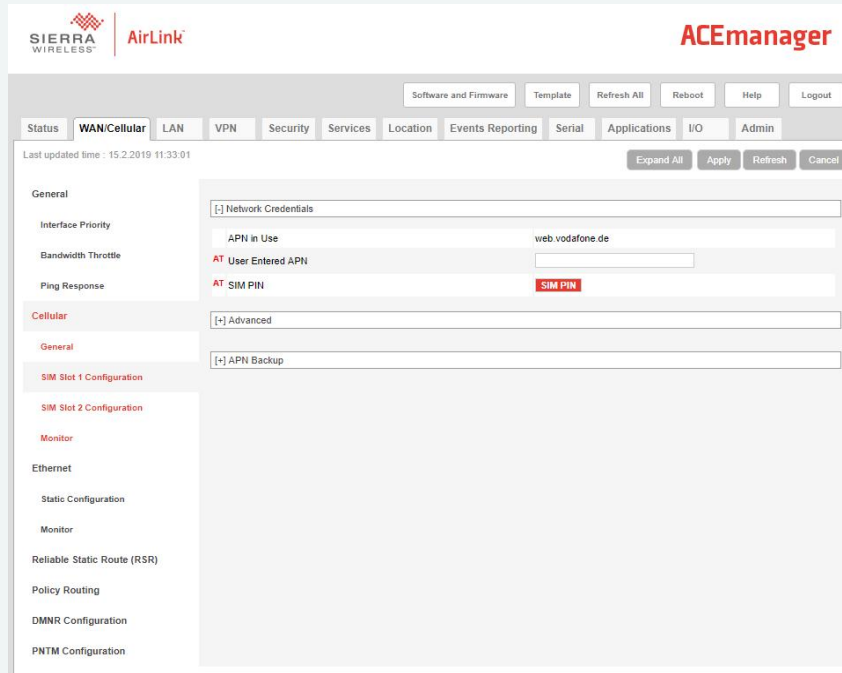 SIERRA
WIRELESS™
AirLink
ACEmanager
Software and Firmware Template Refresh All Reboot Help Logout
Status WAN/Cellular LAN VPN Security Services Location Events Reporting Serial Applications I/O Admin
Last updated time : 15.2.2019 11:33:01
Expand All Apply Refresh Cancel
General
Interface Priority
Bandwidth Throttle
Ping Response
Cellular
General
SIM Slot 1 Configuration
SIM Slot 2 Configuration
Monitor
Ethernet
Static Configuration
Monitor
Reliable Static Route (RSR)
Policy Routing
DMNR Configuration
PNTM Configuration
[-] Network Credentials
APN in Use web.vodafone.de
AT User Entered APN
AT SIM PIN SIM PIN
[+] Advanced
[+] APN Backup